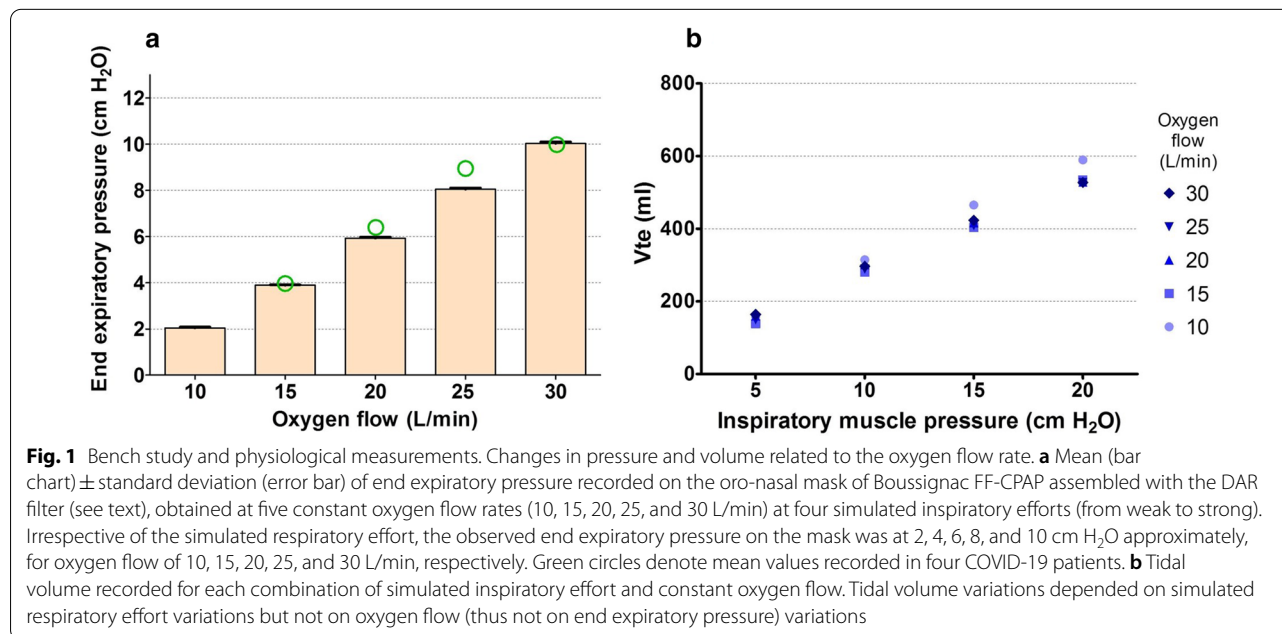 a
End expiratory pressure (cm H₂O)
12
10
8
6
4
2
0
10 15 20 25 30
Oxygen flow (L/min)
b
Vte (ml)
800
600
400
200
0
5 10 15 20
Inspiratory muscle pressure (cm H₂O)
Oxygen
flow
(L/min)
30
25
20
15
10
Fig. 1 Bench study and physiological measurements. Changes in pressure and volume related to the oxygen flow rate. a Mean (bar
chart) ± standard deviation (error bar) of end expiratory pressure recorded on the oro-nasal mask of Boussignac FF-CPAP assembled with the DAR
filter (see text), obtained at five constant oxygen flow rates (10, 15, 20, 25, and 30 L/min) at four simulated inspiratory efforts (from weak to strong).
Irrespective of the simulated respiratory effort, the observed end expiratory pressure on the mask was at 2, 4, 6, 8, and 10 cm H₂O approximately,
for oxygen flow of 10, 15, 20, 25, and 30 L/min, respectively. Green circles denote mean values recorded in four COVID-19 patients. b Tidal
volume recorded for each combination of simulated inspiratory effort and constant oxygen flow. Tidal volume variations depended on simulated
respiratory effort variations but not on oxygen flow (thus not on end expiratory pressure) variations